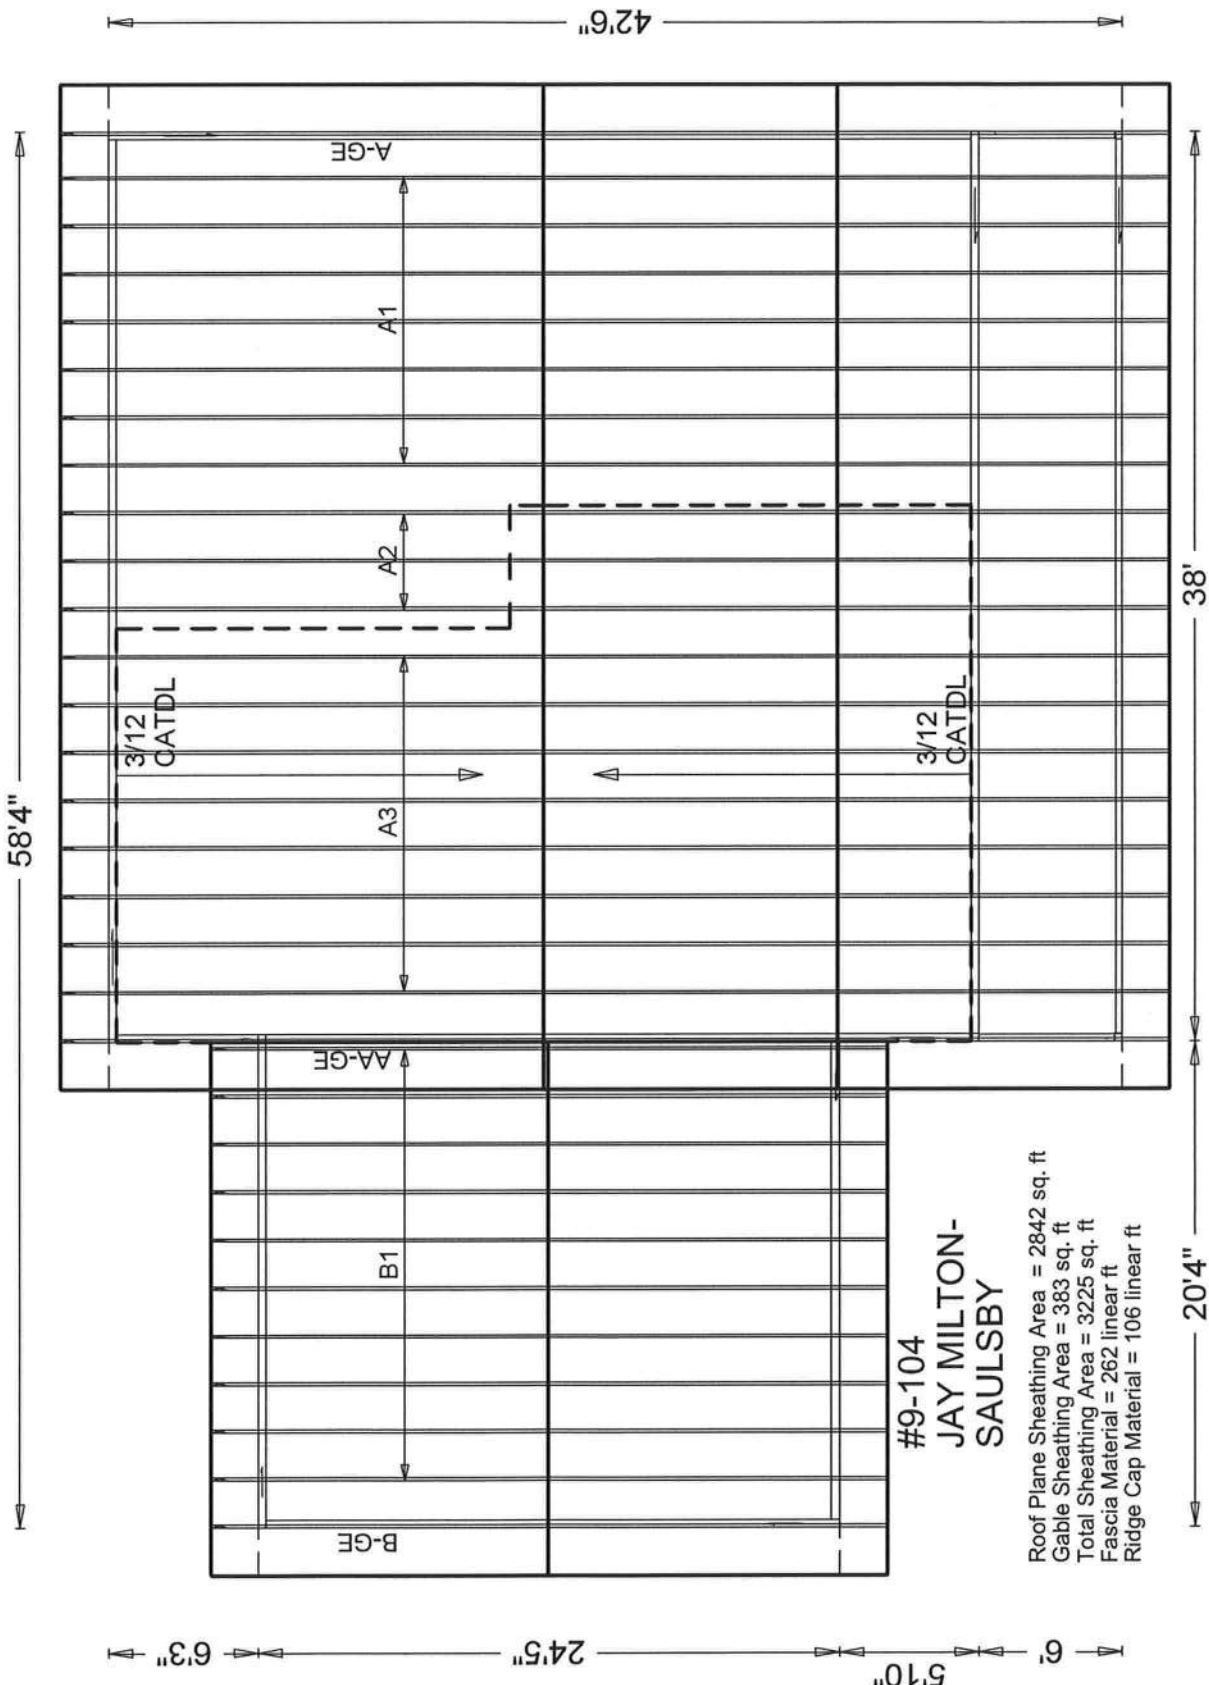 42'6"
58'4"
A-GE
A1
A2
3/12
CATDL
3/12
CATDL
A3
38'
AA-GE
B1
B-GE
#9-104
JAY MILTON-
SAULSBY
Roof Plane Sheathing Area = 2842 sq. ft
Gable Sheathing Area = 383 sq. ft
Total Sheathing Area = 3225 sq. ft
Fascia Material = 262 linear ft
Ridge Cap Material = 106 linear ft
20'4"
6'3"
24'5"
5'10"
6'